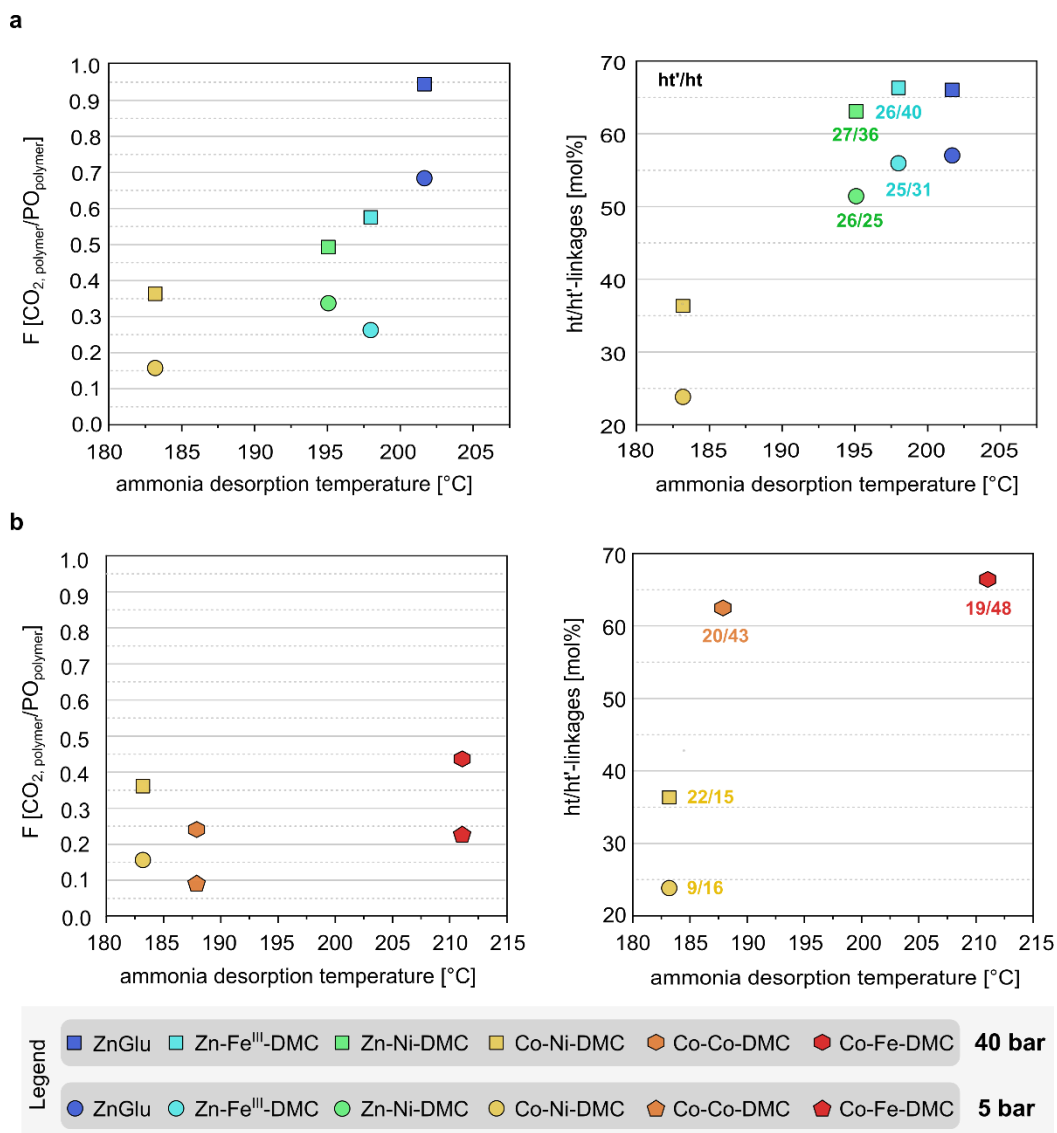 a
1.0
0.9
0.8
0.7
0.6
0.5
0.4
0.3
0.2
0.1
0.0
F [CO2, polymer/POpolymer]
180 185 190 195 200 205
ammonia desorption temperature [°C]
70
60
50
40
30
20
ht/ht'-linkages [mol%]
ht'/ht
26/40
27/36
25/31
26/25
180 185 190 195 200 205
ammonia desorption temperature [°C]
b
1.0
0.9
0.8
0.7
0.6
0.5
0.4
0.3
0.2
0.1
0.0
F [CO2, polymer/POpolymer]
180 185 190 195 200 205 210 215
ammonia desorption temperature [°C]
70
60
50
40
30
20
ht/ht'-linkages [mol%]
20/43
19/48
22/15
9/16
180 185 190 195 200 205 210 215
ammonia desorption temperature [°C]
Legend
ZnGlu Zn-FeIII-DMC Zn-Ni-DMC Co-Ni-DMC Co-Co-DMC Co-Fe-DMC 40 bar
ZnGlu Zn-FeIII-DMC Zn-Ni-DMC Co-Ni-DMC Co-Co-DMC Co-Fe-DMC 5 bar